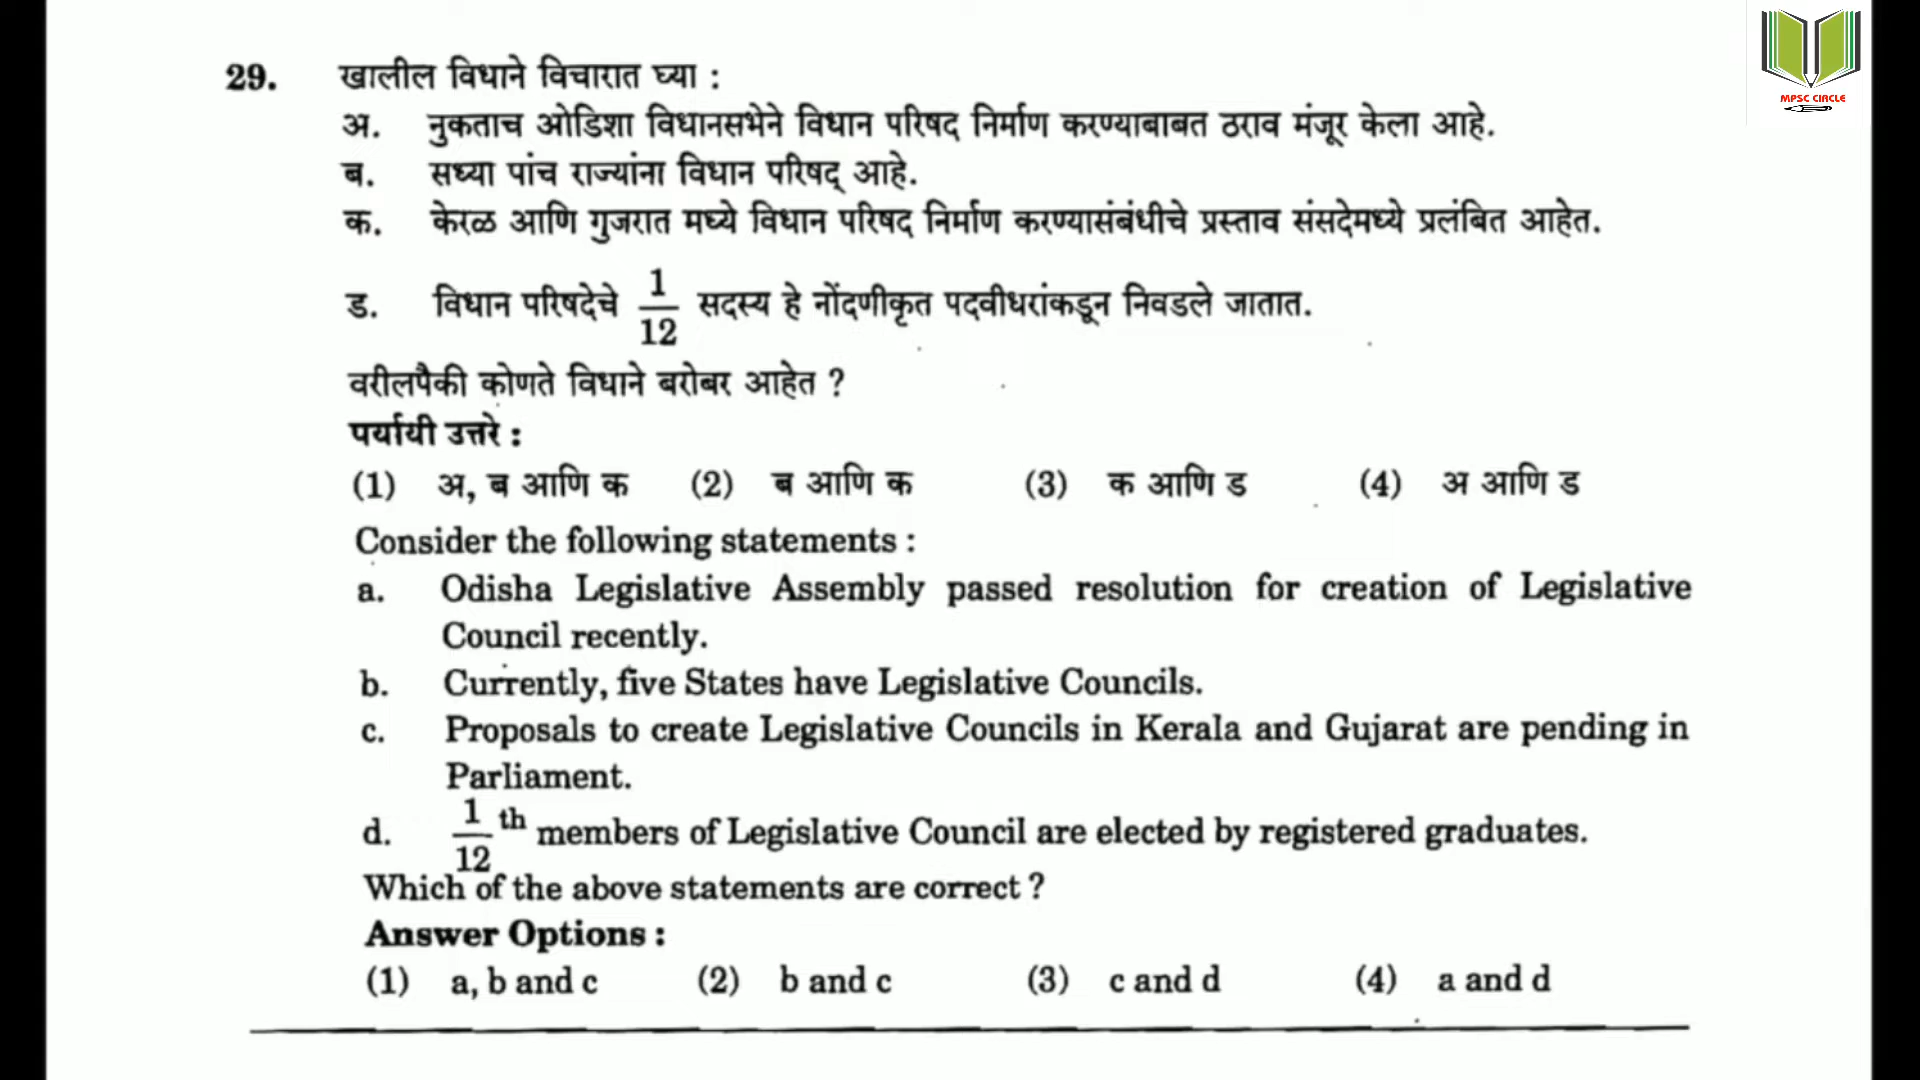 MPSC CIRCLE
29. खालील विधाने विचारात घ्या :
अ. नुकताच ओडिशा विधानसभेने विधान परिषद निर्माण करण्याबाबत ठराव मंजूर केला आहे.
ब. सध्या पांच राज्यांना विधान परिषद् आहे.
क. केरळ आणि गुजरात मध्ये विधान परिषद निर्माण करण्यासंबंधीचे प्रस्ताव संसदेमध्ये प्रलंबित आहेत.
ड. विधान परिषदेचे 1/12 सदस्य हे नोंदणीकृत पदवीधरांकडून निवडले जातात.
वरीलपैकी कोणते विधाने बरोबर आहेत ?
पर्यायी उत्तरे :
(1) अ, ब आणि क (2) ब आणि क (3) क आणि ड (4) अ आणि ड
Consider the following statements :
a. Odisha Legislative Assembly passed resolution for creation of Legislative
Council recently.
b. Currently, five States have Legislative Councils.
c. Proposals to create Legislative Councils in Kerala and Gujarat are pending in
Parliament.
d. 1/12 th members of Legislative Council are elected by registered graduates.
Which of the above statements are correct ?
Answer Options :
(1) a, b and c (2) b and c (3) c and d (4) a and d